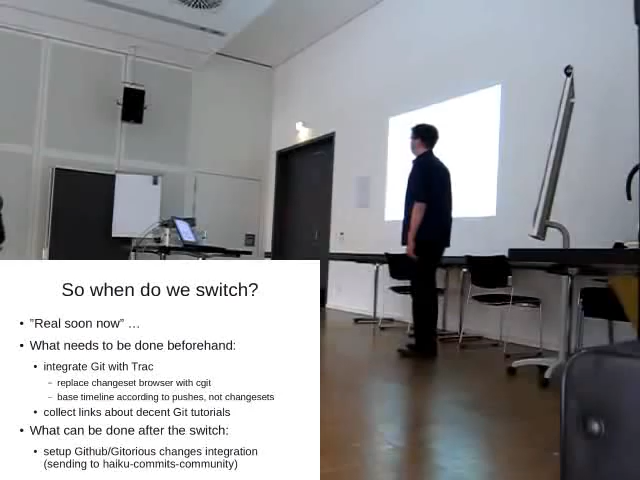 So when do we switch?
• "Real soon now" …
• What needs to be done beforehand:
• integrate Git with Trac
– replace changeset browser with cgit
– base timeline according to pushes, not changesets
• collect links about decent Git tutorials
• What can be done after the switch:
• setup Github/Gitorious changes integration
(sending to haiku-commits-community)